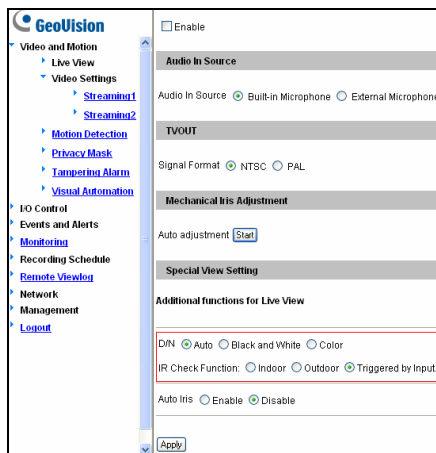 GeoVision
Video and Motion
Live View
Video Settings
Streaming1
Streaming2
Motion Detection
Privacy Mask
Tampering Alarm
Visual Automation
I/O Control
Events and Alerts
Monitoring
Recording Schedule
Remote Viewlog
Network
Management
Logout
Enable
Audio In Source
Audio In Source Built-in Microphone External Microphone
TVOUT
Signal Format NTSC PAL
Mechanical Iris Adjustment
Auto adjustment Start
Special View Setting
Additional functions for Live View
D/N Auto Black and White Color
IR Check Function: Indoor Outdoor Triggered by Input
Auto Iris Enable Disable
Apply